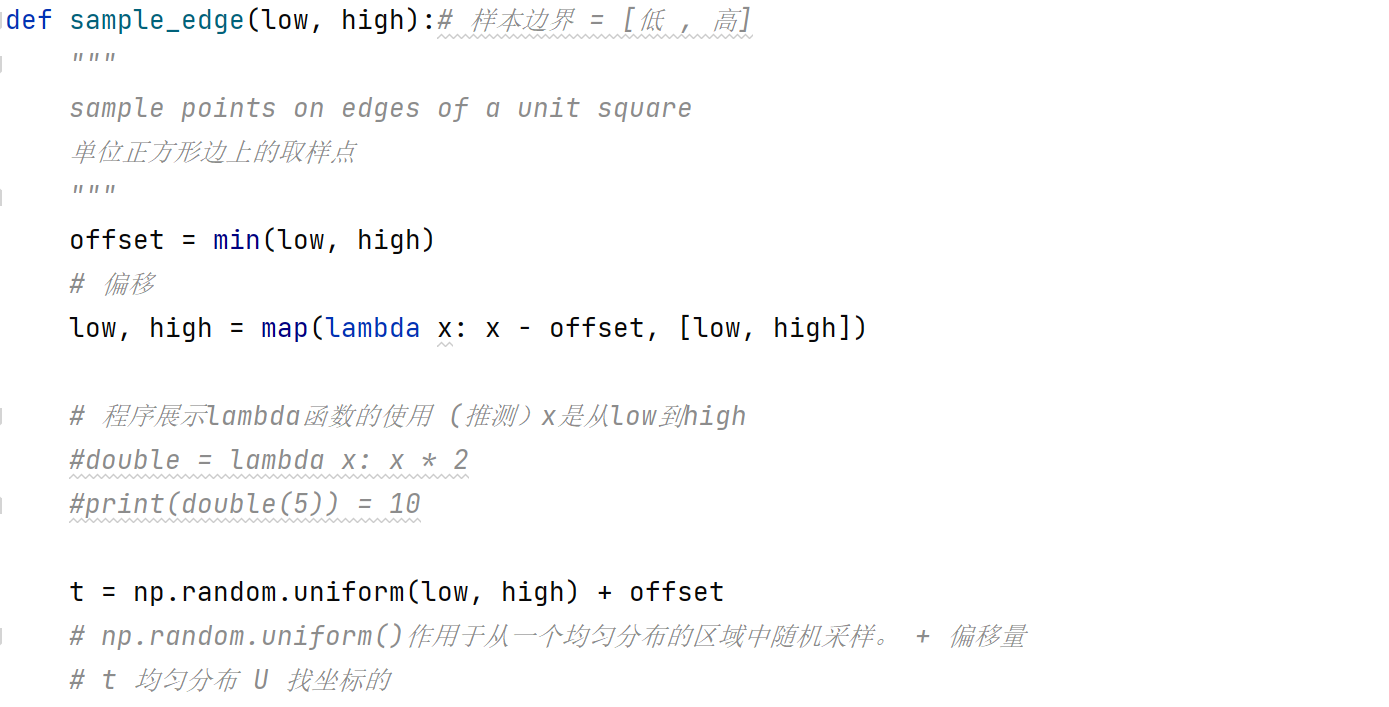 def sample_edge(low, high):# 样本边界 = [低 , 高]
"""
sample points on edges of a unit square
单位正方形边上的取样点
"""
offset = min(low, high)
# 偏移
low, high = map(lambda x: x - offset, [low, high])
# 程序展示lambda函数的使用 (推测）x是从low到high
#double = lambda x: x * 2
#print(double(5)) = 10
t = np.random.uniform(low, high) + offset
# np.random.uniform()作用于从一个均匀分布的区域中随机采样。 + 偏移量
# t 均匀分布 U 找坐标的